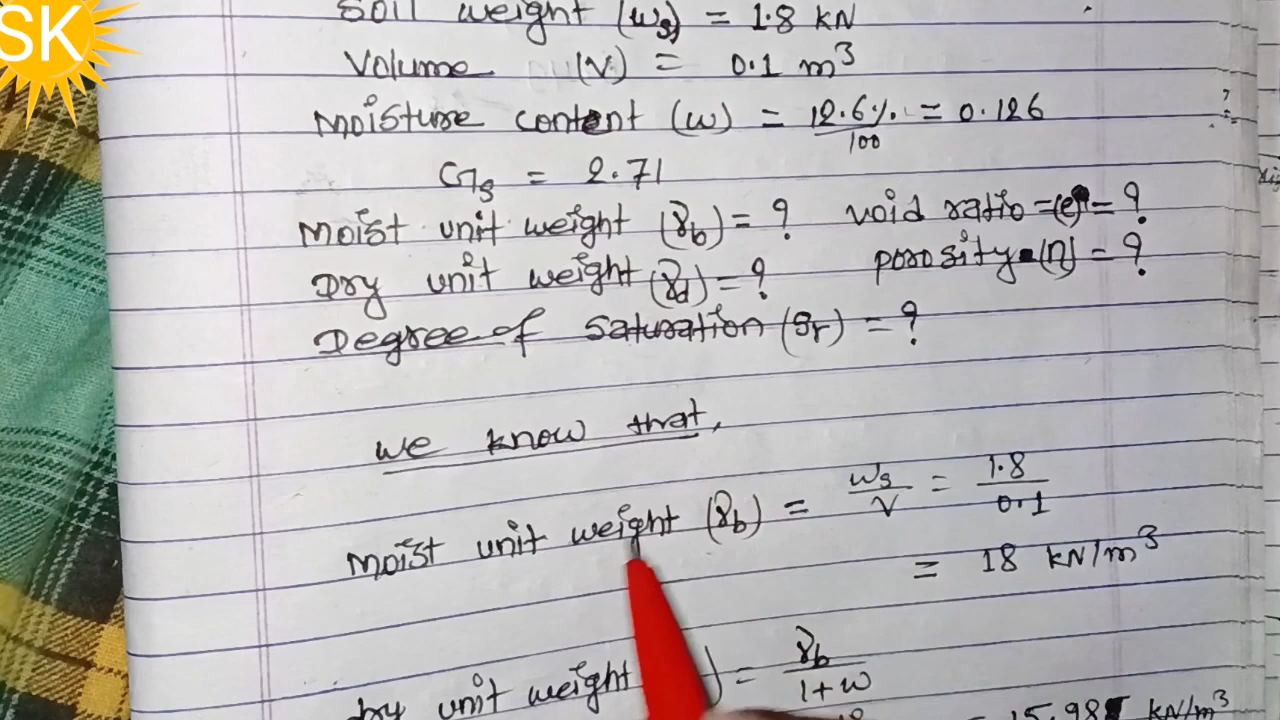 SK
Soil weight (Ws) = 1.8 kN
Volume (V) = 0.1 m³
Moisture content (w) = 12.6%/100 = 0.126
Gs = 2.71
Moist unit weight (γb) = ? void ratio = (e) = ?
Dry unit weight (γd) = ? porosity (n) = ?
Degree of saturation (Sr) = ?
We know that,
Moist unit weight (γb) = Ws/V = 1.8/0.1
= 18 kN/m³
Dry unit weight ) = γb/1+w
= 15.985 kN/m³